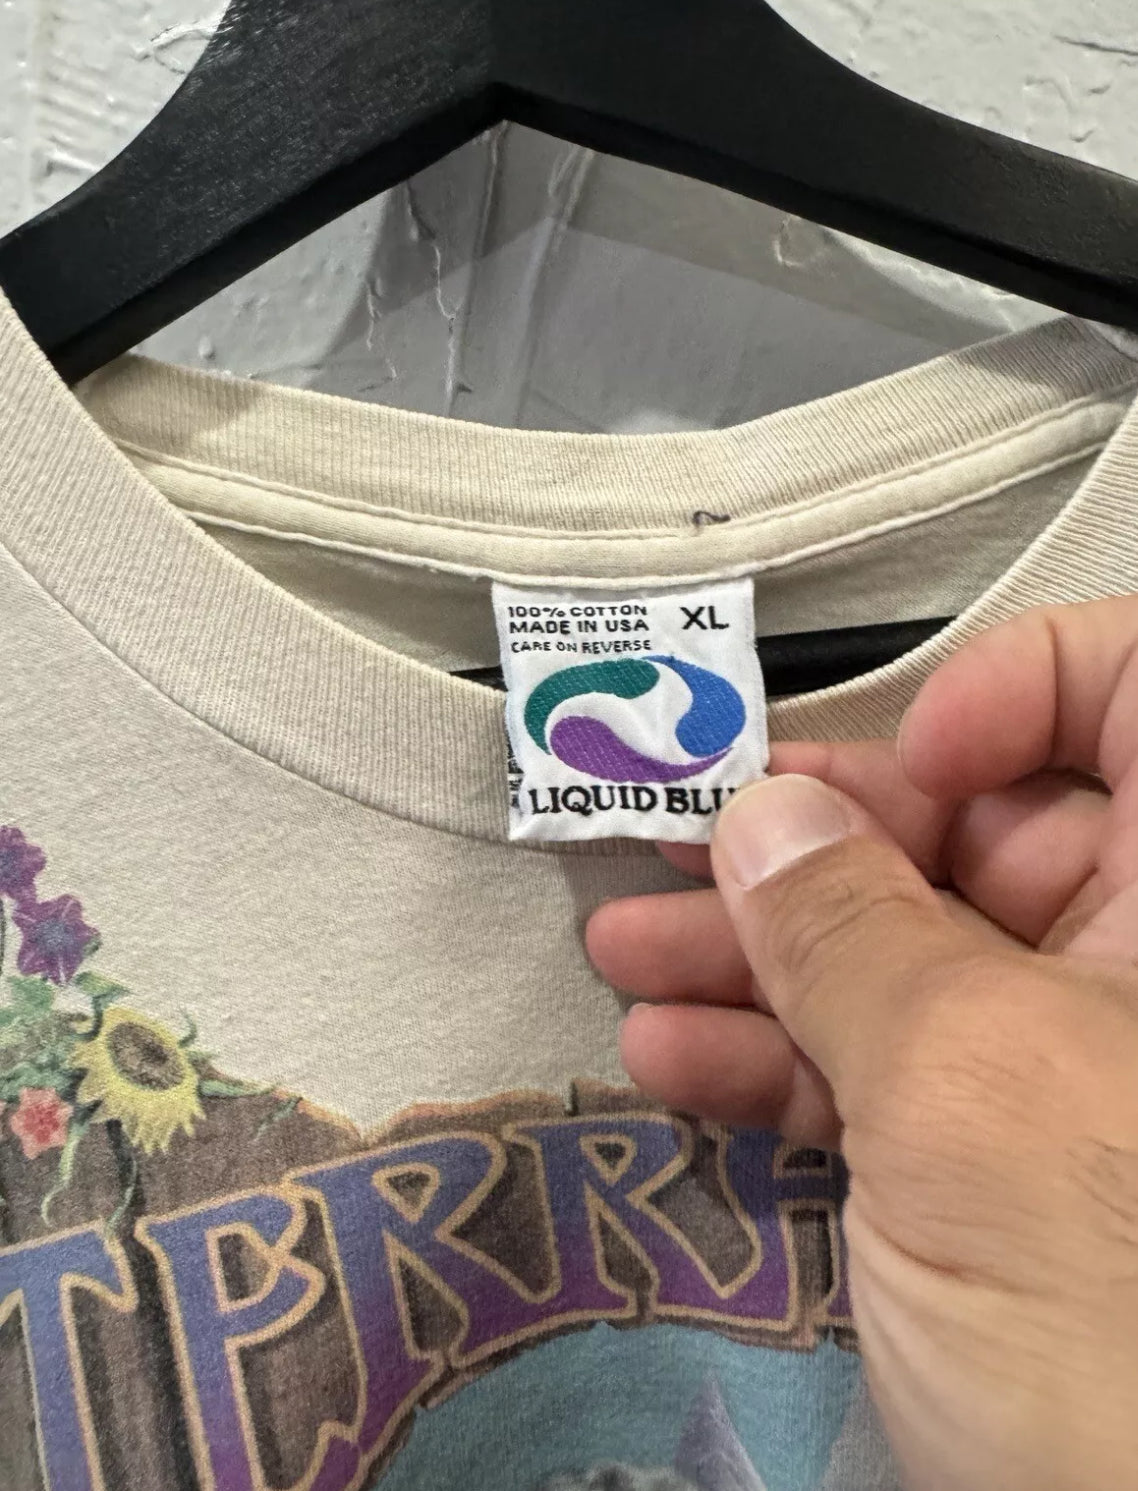 100% COTTON XL
MADE IN USA
CARE ON REVERSE
LIQUID BLU
TERRA